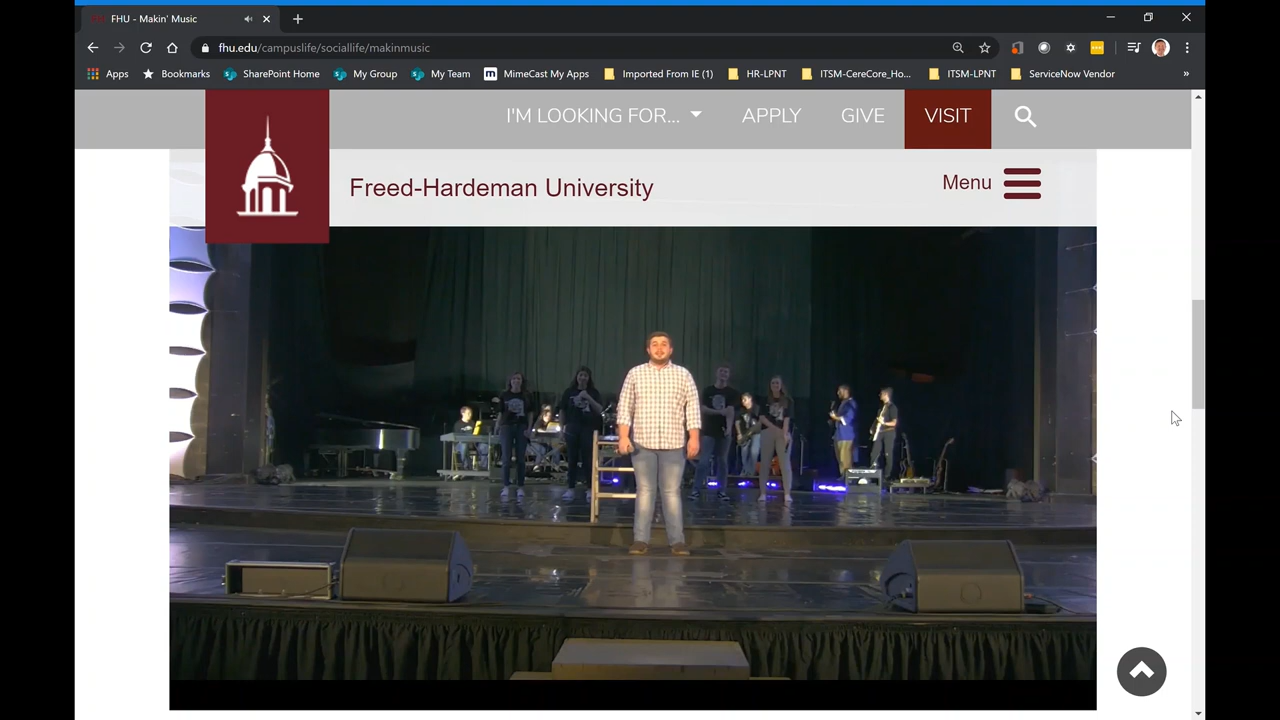 FHU - Makin' Music
fhu.edu/campuslife/sociallife/makinmusic
Apps Bookmarks SharePoint Home My Group My Team m MimeCast My Apps Imported From IE (1) HR-LPNT ITSM-CereCore_Ho... ITSM-LPNT ServiceNow Vendor »
I'M LOOKING FOR... APPLY GIVE VISIT
Freed-Hardeman University Menu